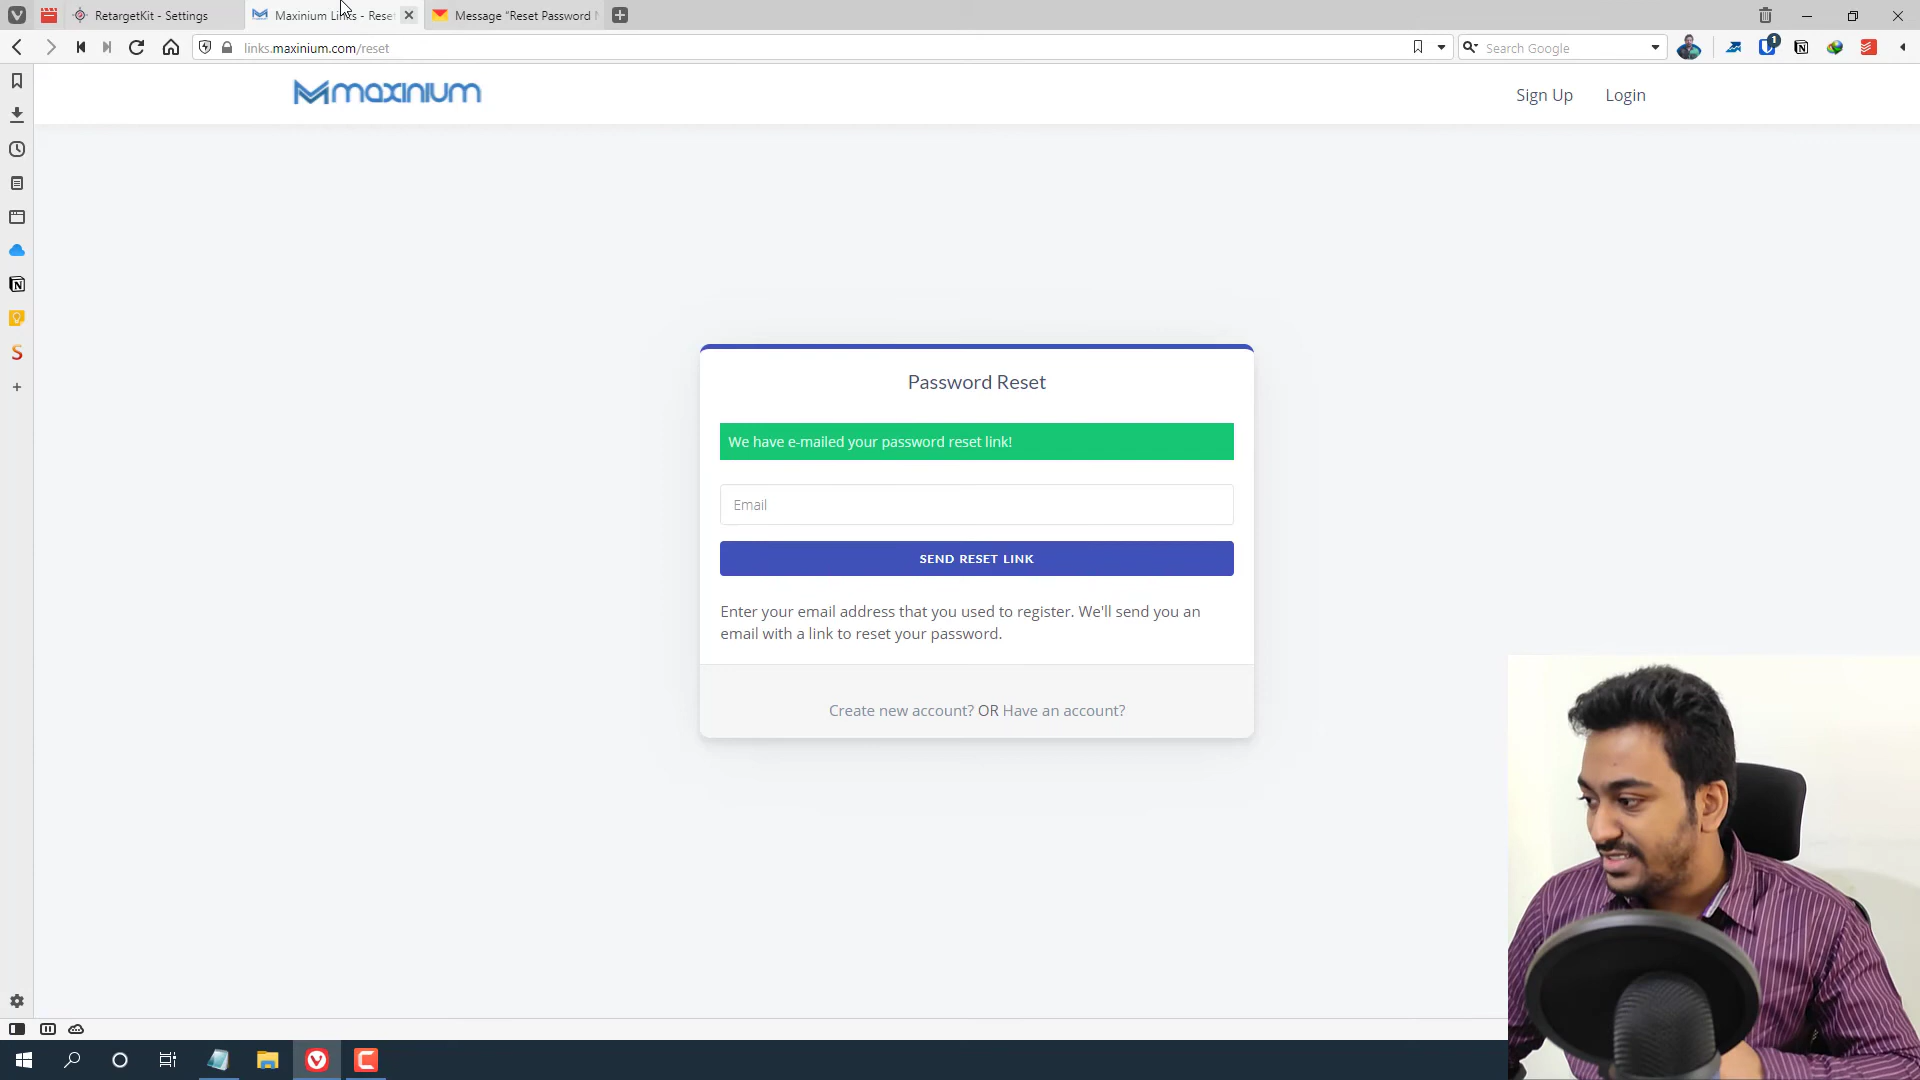 RetargetKit - Settings
Maxinium Links - Rese
Message "Reset Password
links.maxinium.com/reset
Search Google
1
maxinium
Sign Up
Login
Password Reset
We have e-mailed your password reset link!
Email
SEND RESET LINK
Enter your email address that you used to register. We'll send you an
email with a link to reset your password.
Create new account? OR Have an account?